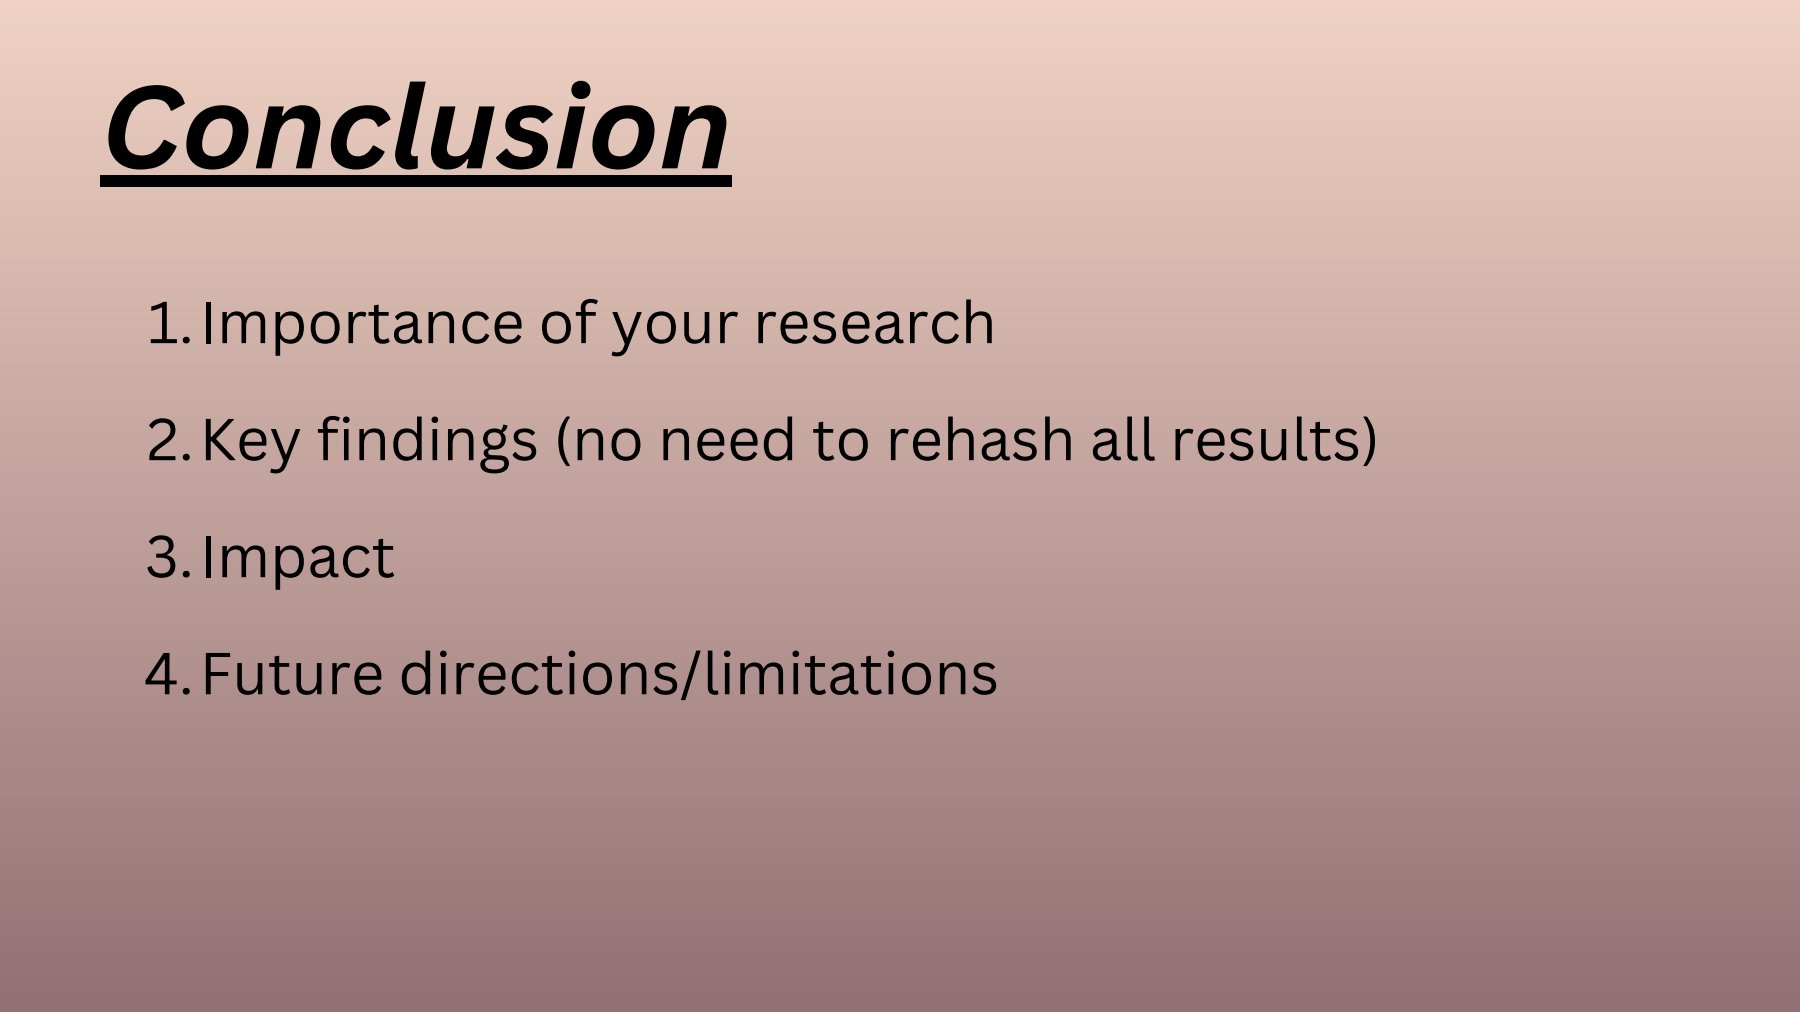 Conclusion
1. Importance of your research
2. Key findings (no need to rehash all results)
3. Impact
4. Future directions/limitations